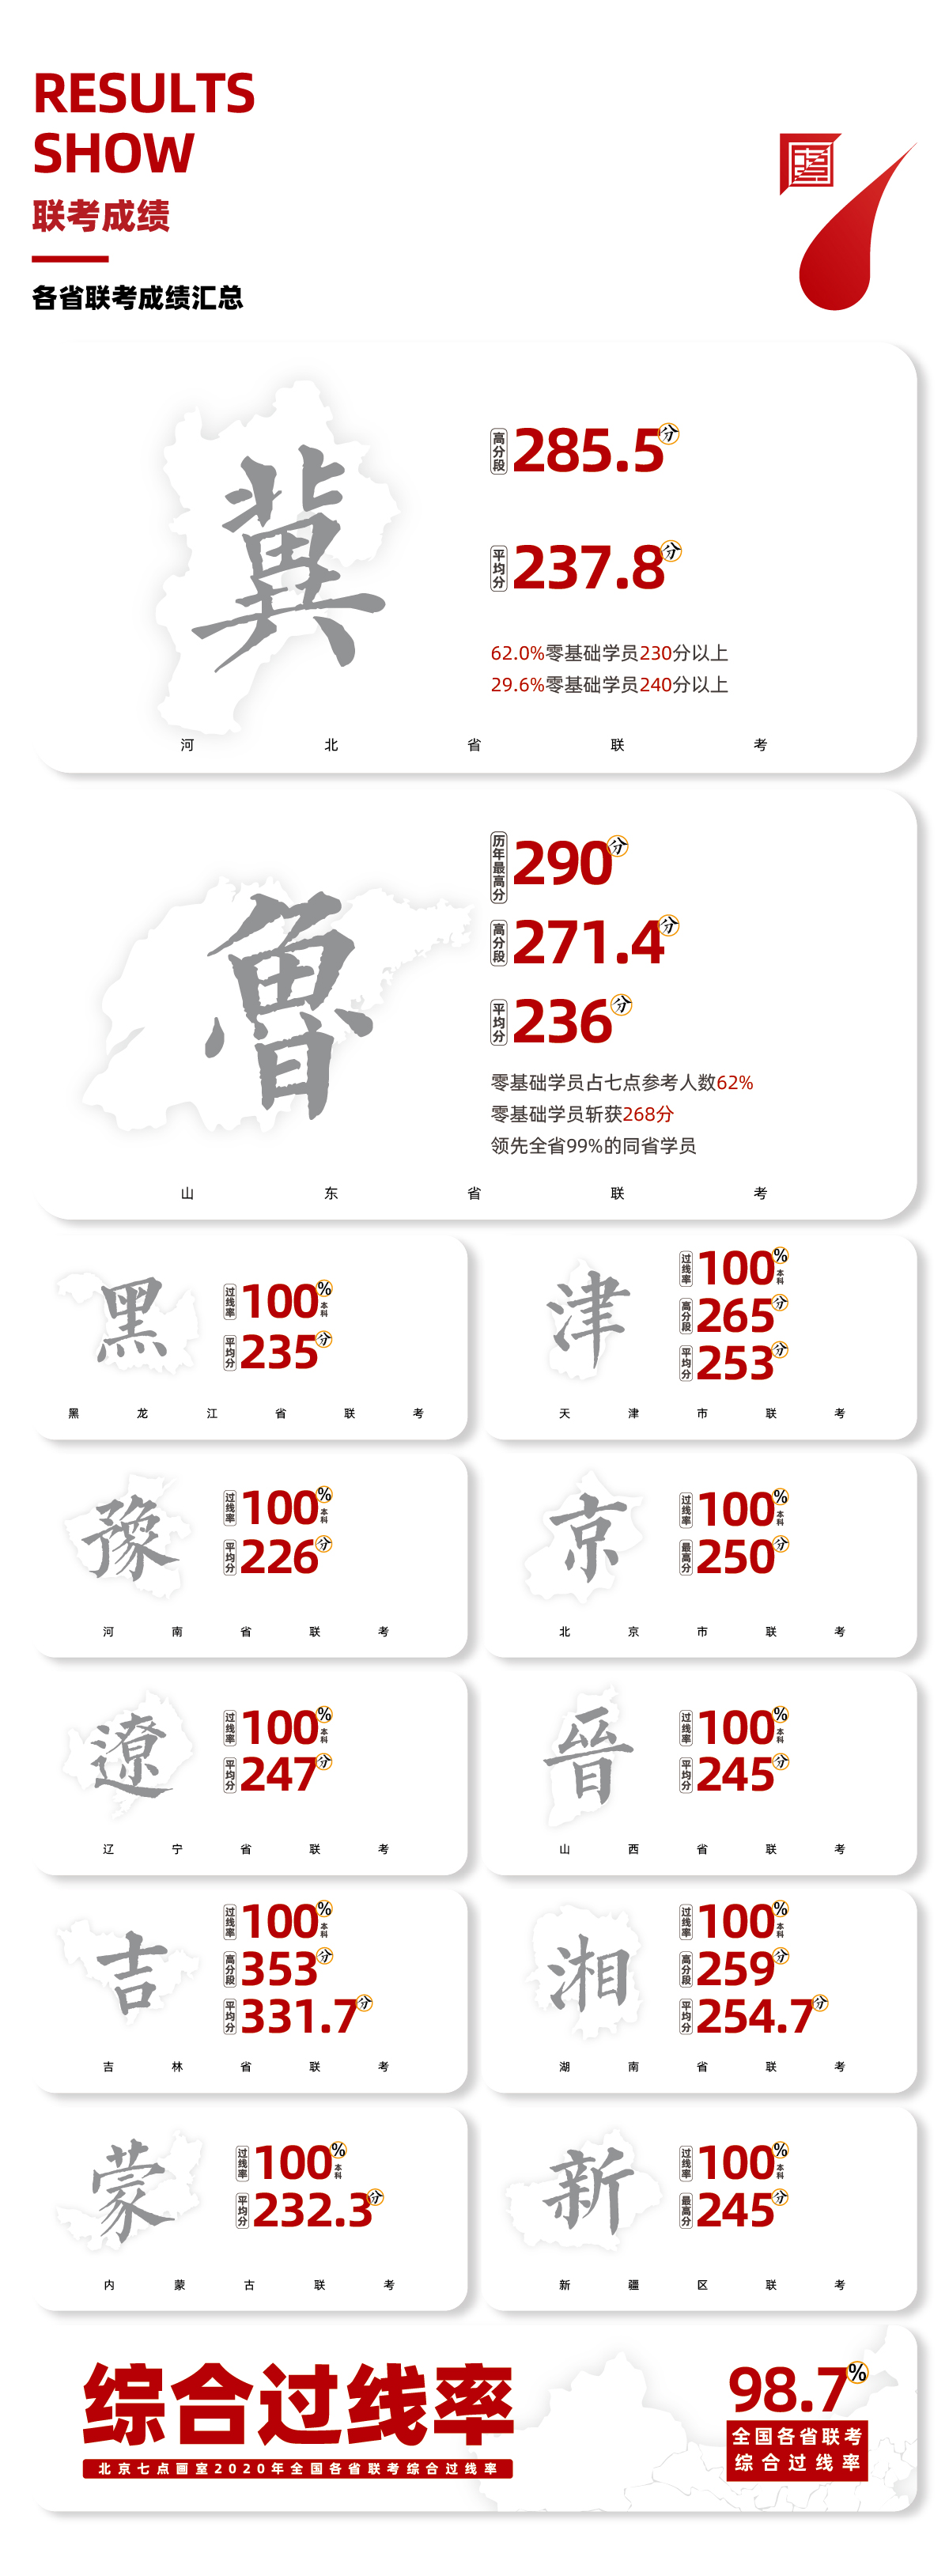 RESULTS
SHOW
联考成绩
各省联考成绩汇总
冀
高分段 285.5分
平均分 237.8分
62.0%零基础学员230分以上
29.6%零基础学员240分以上
河北省联考
魯
历年最高分 290分
高分段 271.4分
平均分 236分
零基础学员占七点参考人数62%
零基础学员斩获268分
领先全省99%的同省学员
山东省联考
黑
过线率 100% 本科
平均分 235分
黑龙江省联考
津
过线率 100% 本科
高分段 265分
平均分 253分
天津市联考
豫
过线率 100% 本科
平均分 226分
河南省联考
京
过线率 100% 本科
最高分 250分
北京市联考
遼
过线率 100% 本科
平均分 247分
辽宁省联考
晉
过线率 100% 本科
平均分 245分
山西省联考
吉
过线率 100% 本科
高分段 353分
平均分 331.7分
吉林省联考
湘
过线率 100% 本科
高分段 259分
平均分 254.7分
湖南省联考
蒙
过线率 100% 本科
平均分 232.3分
内蒙古联考
新
过线率 100% 本科
最高分 245分
新疆区联考
综合过线率
北京七点画室2020年全国各省联考综合过线率
98.7%
全国各省联考
综合过线率